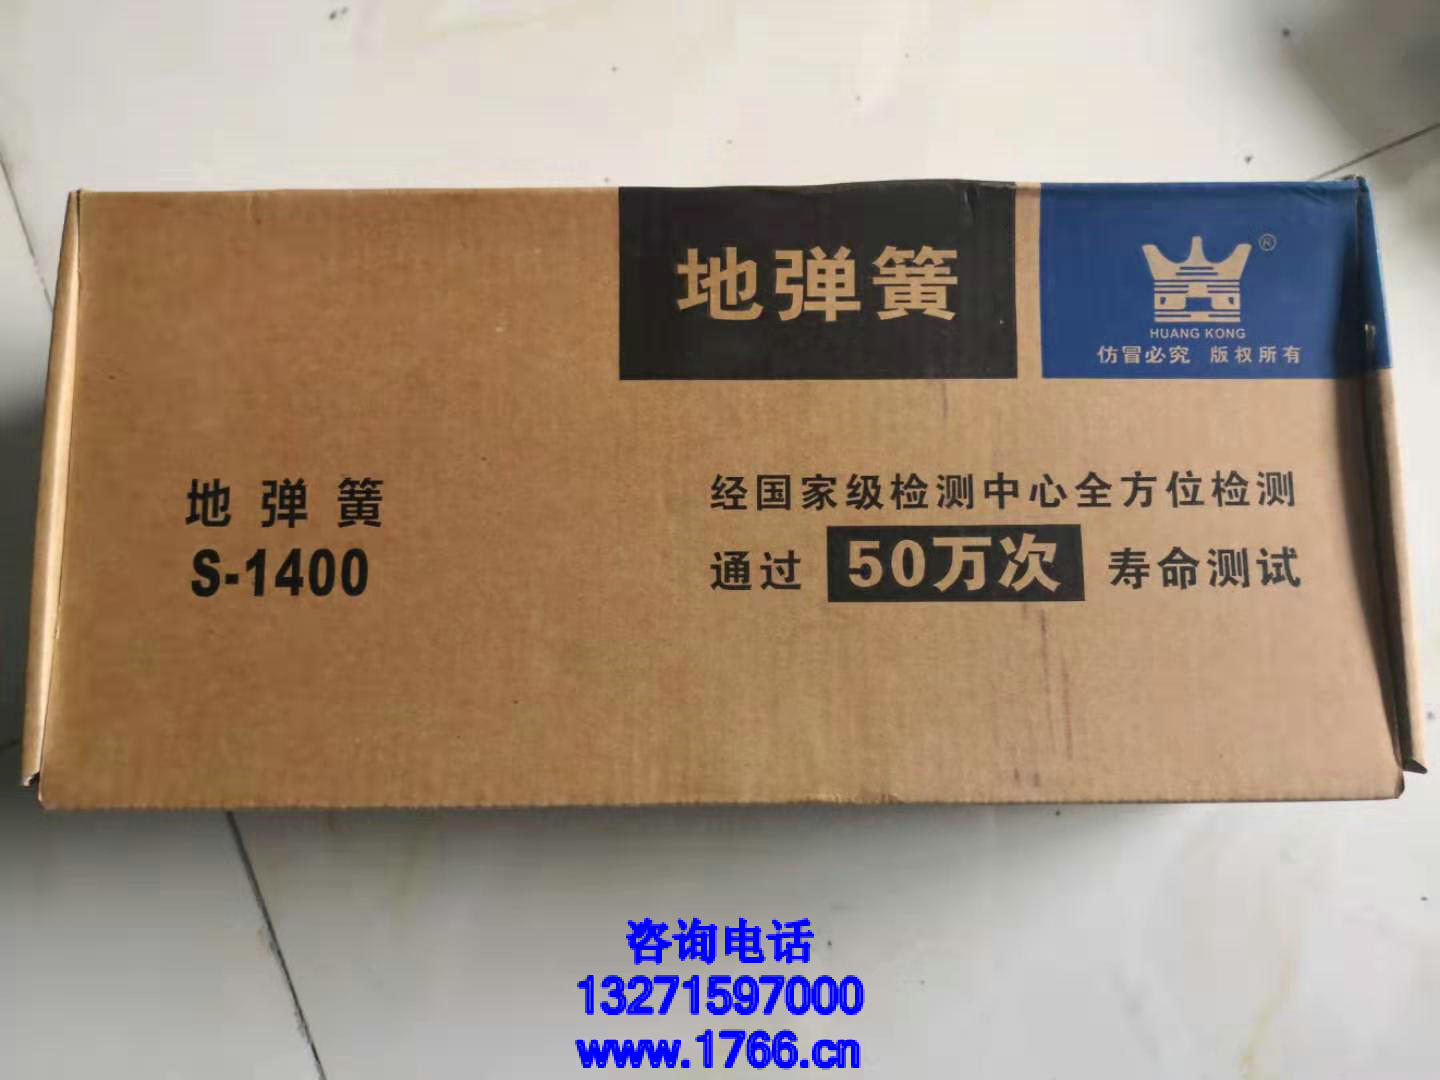 地弹簧
®
HUANG KONG
仿冒必究 版权所有
地弹簧
S-1400
经国家级检测中心全方位检测
通过 50万次 寿命测试
咨询电话
13271597000
www.1766.cn